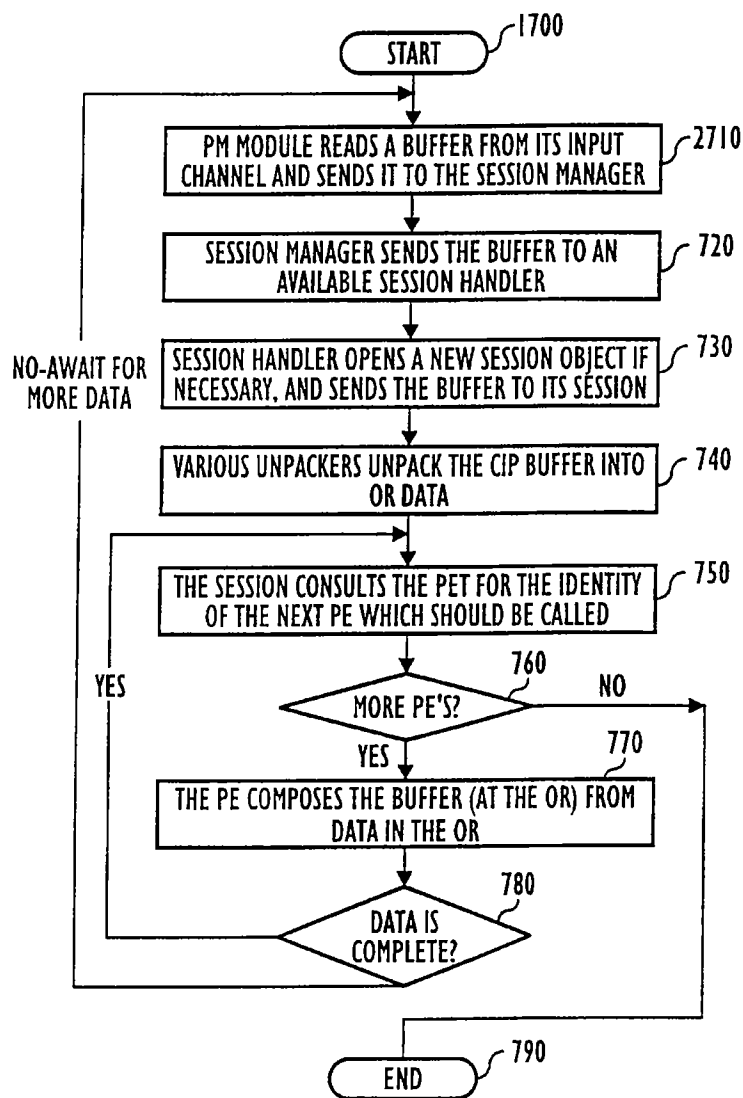 1700
START
PM MODULE READS A BUFFER FROM ITS INPUT
CHANNEL AND SENDS IT TO THE SESSION MANAGER
2710
SESSION MANAGER SENDS THE BUFFER TO AN
AVAILABLE SESSION HANDLER
720
NO-AWAIT FOR
MORE DATA
SESSION HANDLER OPENS A NEW SESSION OBJECT IF
NECESSARY, AND SENDS THE BUFFER TO ITS SESSION
730
VARIOUS UNPACKERS UNPACK THE CIP BUFFER INTO
OR DATA
740
THE SESSION CONSULTS THE PET FOR THE IDENTITY
OF THE NEXT PE WHICH SHOULD BE CALLED
750
YES
760
MORE PE'S?
NO
YES
770
THE PE COMPOSES THE BUFFER (AT THE OR) FROM
DATA IN THE OR
780
DATA IS
COMPLETE?
END
790